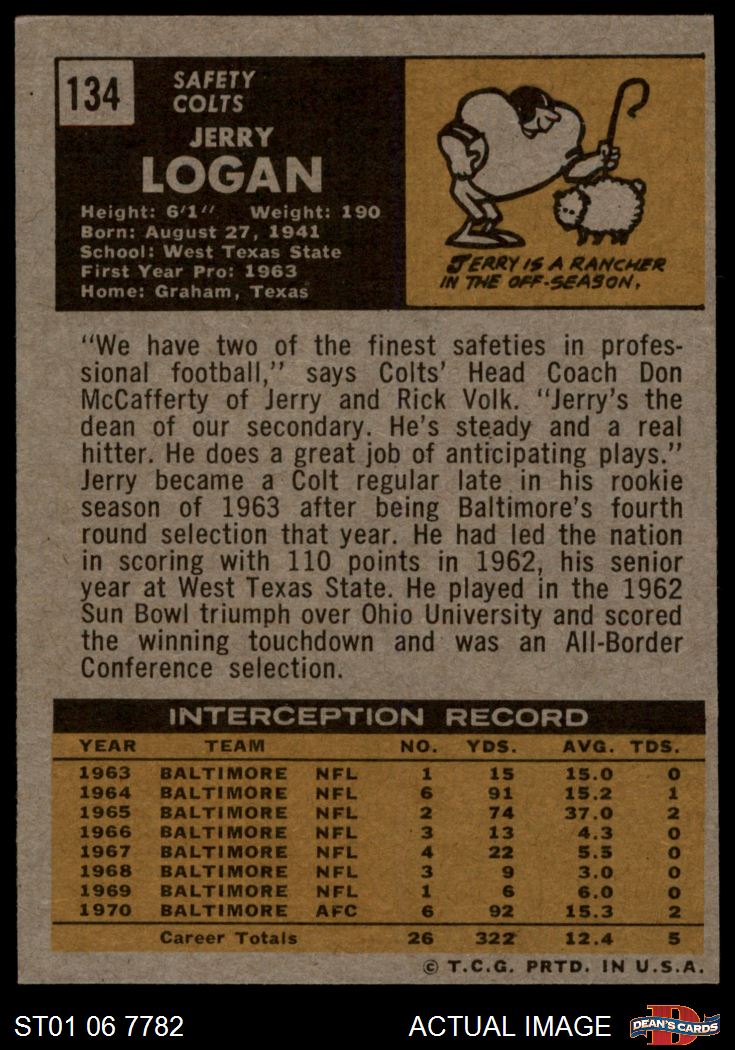 134
SAFETY
COLTS
JERRY
LOGAN
Height: 6'1" Weight: 190
Born: August 27, 1941
School: West Texas State
First Year Pro: 1963
Home: Graham, Texas
JERRY IS A RANCHER
IN THE OFF-SEASON.
"We have two of the finest safeties in profes-
sional football," says Colts' Head Coach Don
McCafferty of Jerry and Rick Volk. "Jerry's the
dean of our secondary. He's steady and a real
hitter. He does a great job of anticipating plays."
Jerry became a Colt regular late in his rookie
season of 1963 after being Baltimore's fourth
round selection that year. He had led the nation
in scoring with 110 points in 1962, his senior
year at West Texas State. He played in the 1962
Sun Bowl triumph over Ohio University and scored
the winning touchdown and was an All-Border
Conference selection.
INTERCEPTION RECORD
YEAR TEAM NO. YDS. AVG. TDS.
1963 BALTIMORE NFL 1 15 15.0 0
1964 BALTIMORE NFL 6 91 15.2 1
1965 BALTIMORE NFL 2 74 37.0 2
1966 BALTIMORE NFL 3 13 4.3 0
1967 BALTIMORE NFL 4 22 5.5 0
1968 BALTIMORE NFL 3 9 3.0 0
1969 BALTIMORE NFL 1 6 6.0 0
1970 BALTIMORE AFC 6 92 15.3 2
Career Totals 26 322 12.4 5
© T.C.G. PRTD. IN U.S.A.
ST01 06 7782 ACTUAL IMAGE D DEAN'S CARDS